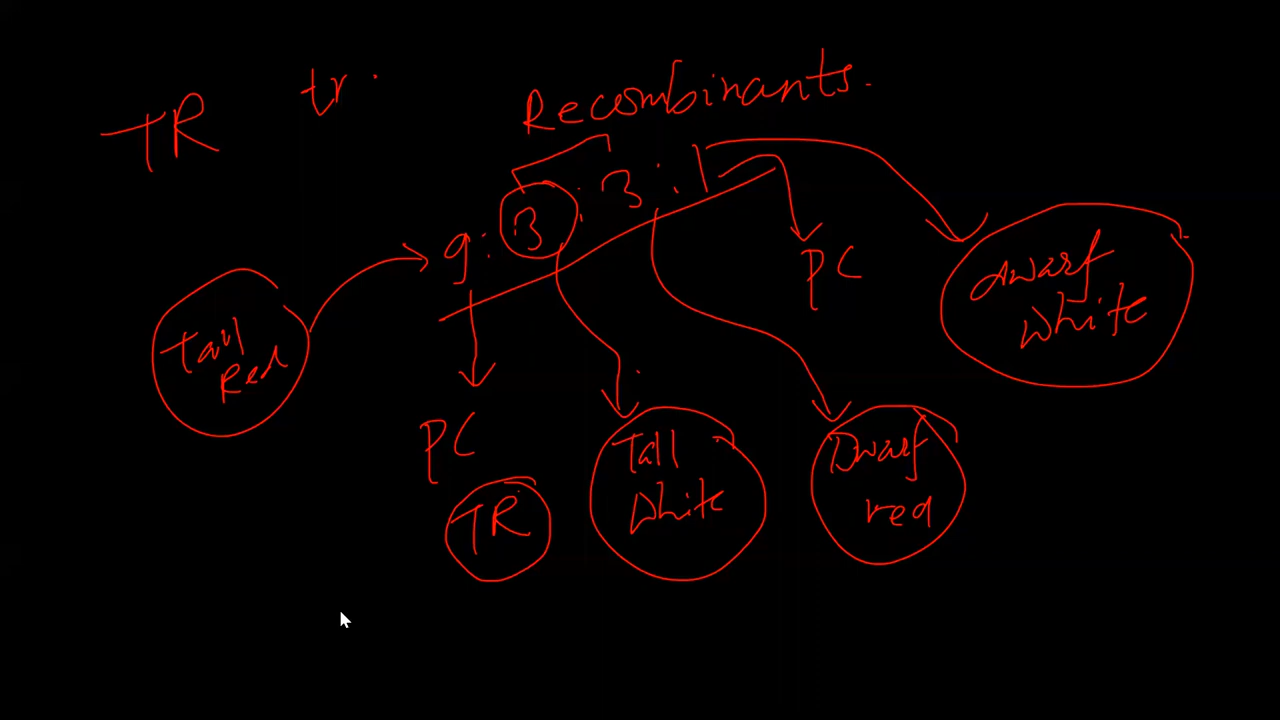 TR
tr.
Recombinants.
9:3:3:1
Tall
Red
PC
dwarf
white
PC
TR
Tall
White
Dwarf
red